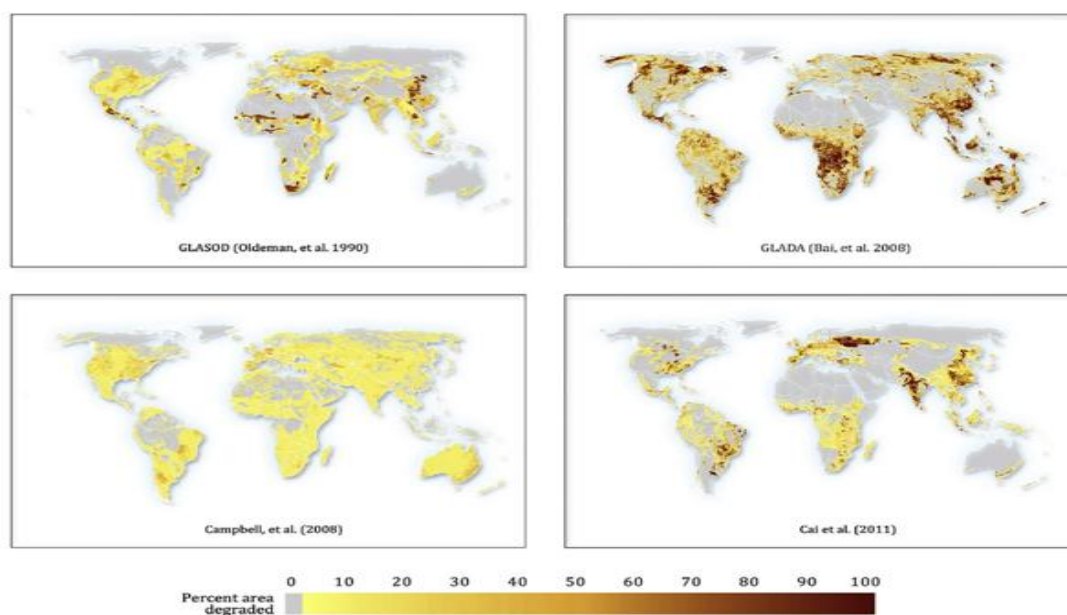 GLASOD (Oldeman, et al. 1990)
GLADA (Bai, et al. 2008)
Campbell, et al. (2008)
Cai et al. (2011)
0 10 20 30 40 50 60 70 80 90 100
Percent area
degraded